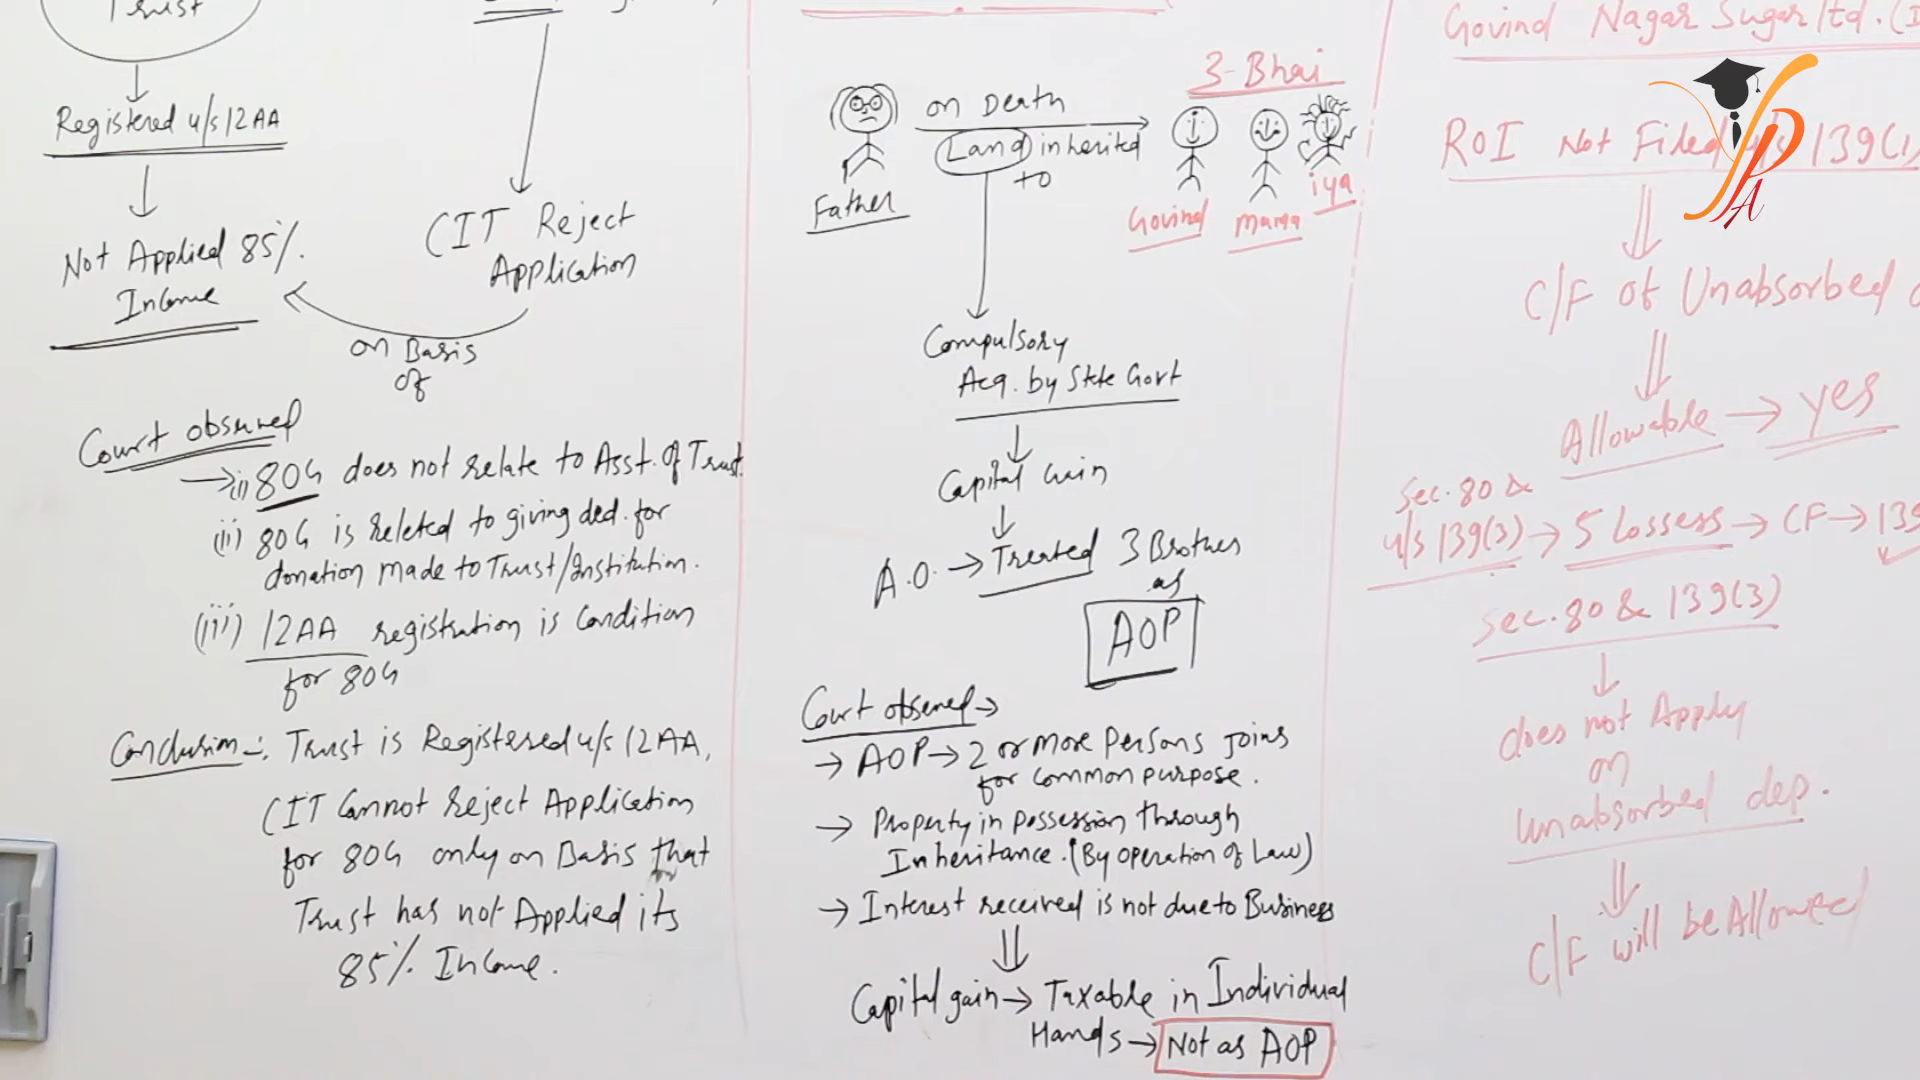 Trust
Registered u/s 12AA
Not Applied 85%
Income
CIT Reject
Application
on Basis
of
Court observed
→(i) 80G does not relate to Asst. of Trust.
(ii) 80G is releted to giving ded. for
donation made to Trust/Institution.
(iii) 12AA registration is Condition
for 80G
Conclusion :- Trust is Registered u/s 12AA,
CIT Cannot reject Application
for 80G only on Basis that
Trust has not Applied its
85% Income.
3-Bhai
on Death
Land inherited
to
Father
Govind
mama
iya
Compulsory
Acq. by State Govt
Capital Gain
A.O. → Treated 3 Brothers
as
AOP
Court observed →
→ AOP → 2 or more Persons joins
for common purpose.
→ Property in possession through
Inheritance. (By operation of Law)
→ Interest received is not due to Business
Capital gain → Taxable in Individual
Hands → Not as AOP
Govind Nagar Sugar Ltd.
ROI Not Filed u/s 139(1)
C/F of Unabsorbed
Allowable → Yes
Sec. 80 &
u/s 139(3) → 5 Lossess → CF → 139
Sec. 80 & 139(3)
does not Apply
on
Unabsorbed dep.
C/F will be Allowed